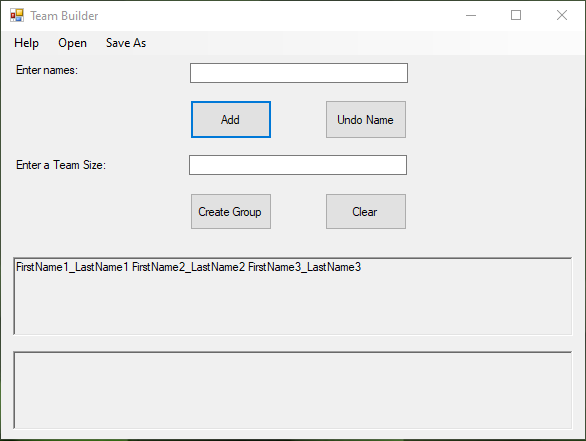 Team Builder
Help Open Save As
Enter names:
Add Undo Name
Enter a Team Size:
Create Group Clear
FirstName1_LastName1 FirstName2_LastName2 FirstName3_LastName3